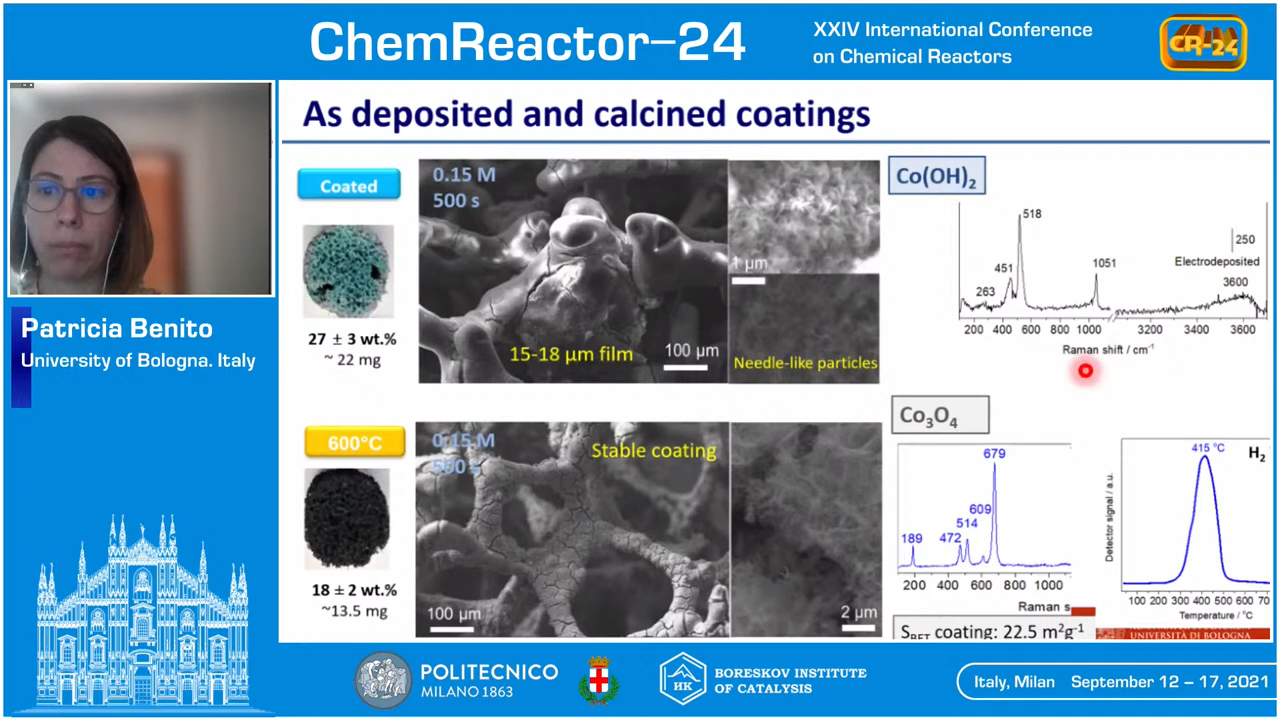 ChemReactor–24
XXIV International Conference
on Chemical Reactors
CR-24
Patricia Benito
University of Bologna. Italy
As deposited and calcined coatings
Coated
27 ± 3 wt.%
~ 22 mg
0.15 M
500 s
15-18 µm film
100 µm
1 µm
Needle-like particles
Co(OH)₂
263
451
518
1051
250
Electrodeposited
3600
200 400 600 800 1000 3200 3400 3600
Raman shift / cm⁻¹
600°C
18 ± 2 wt.%
~13.5 mg
0.15 M
500 s
Stable coating
100 µm
2 µm
Co₃O₄
189
472
514
609
679
200 400 600 800 1000
Raman s
415 °C
H₂
Detector signal / a.u.
100 200 300 400 500 600 70
Temperature / °C
S_BET coating: 22.5 m²g⁻¹
UNIVERSITÀ DI BOLOGNA
POLITECNICO
MILANO 1863
НК
BORESKOV INSTITUTE
OF CATALYSIS
Italy, Milan September 12 – 17, 2021